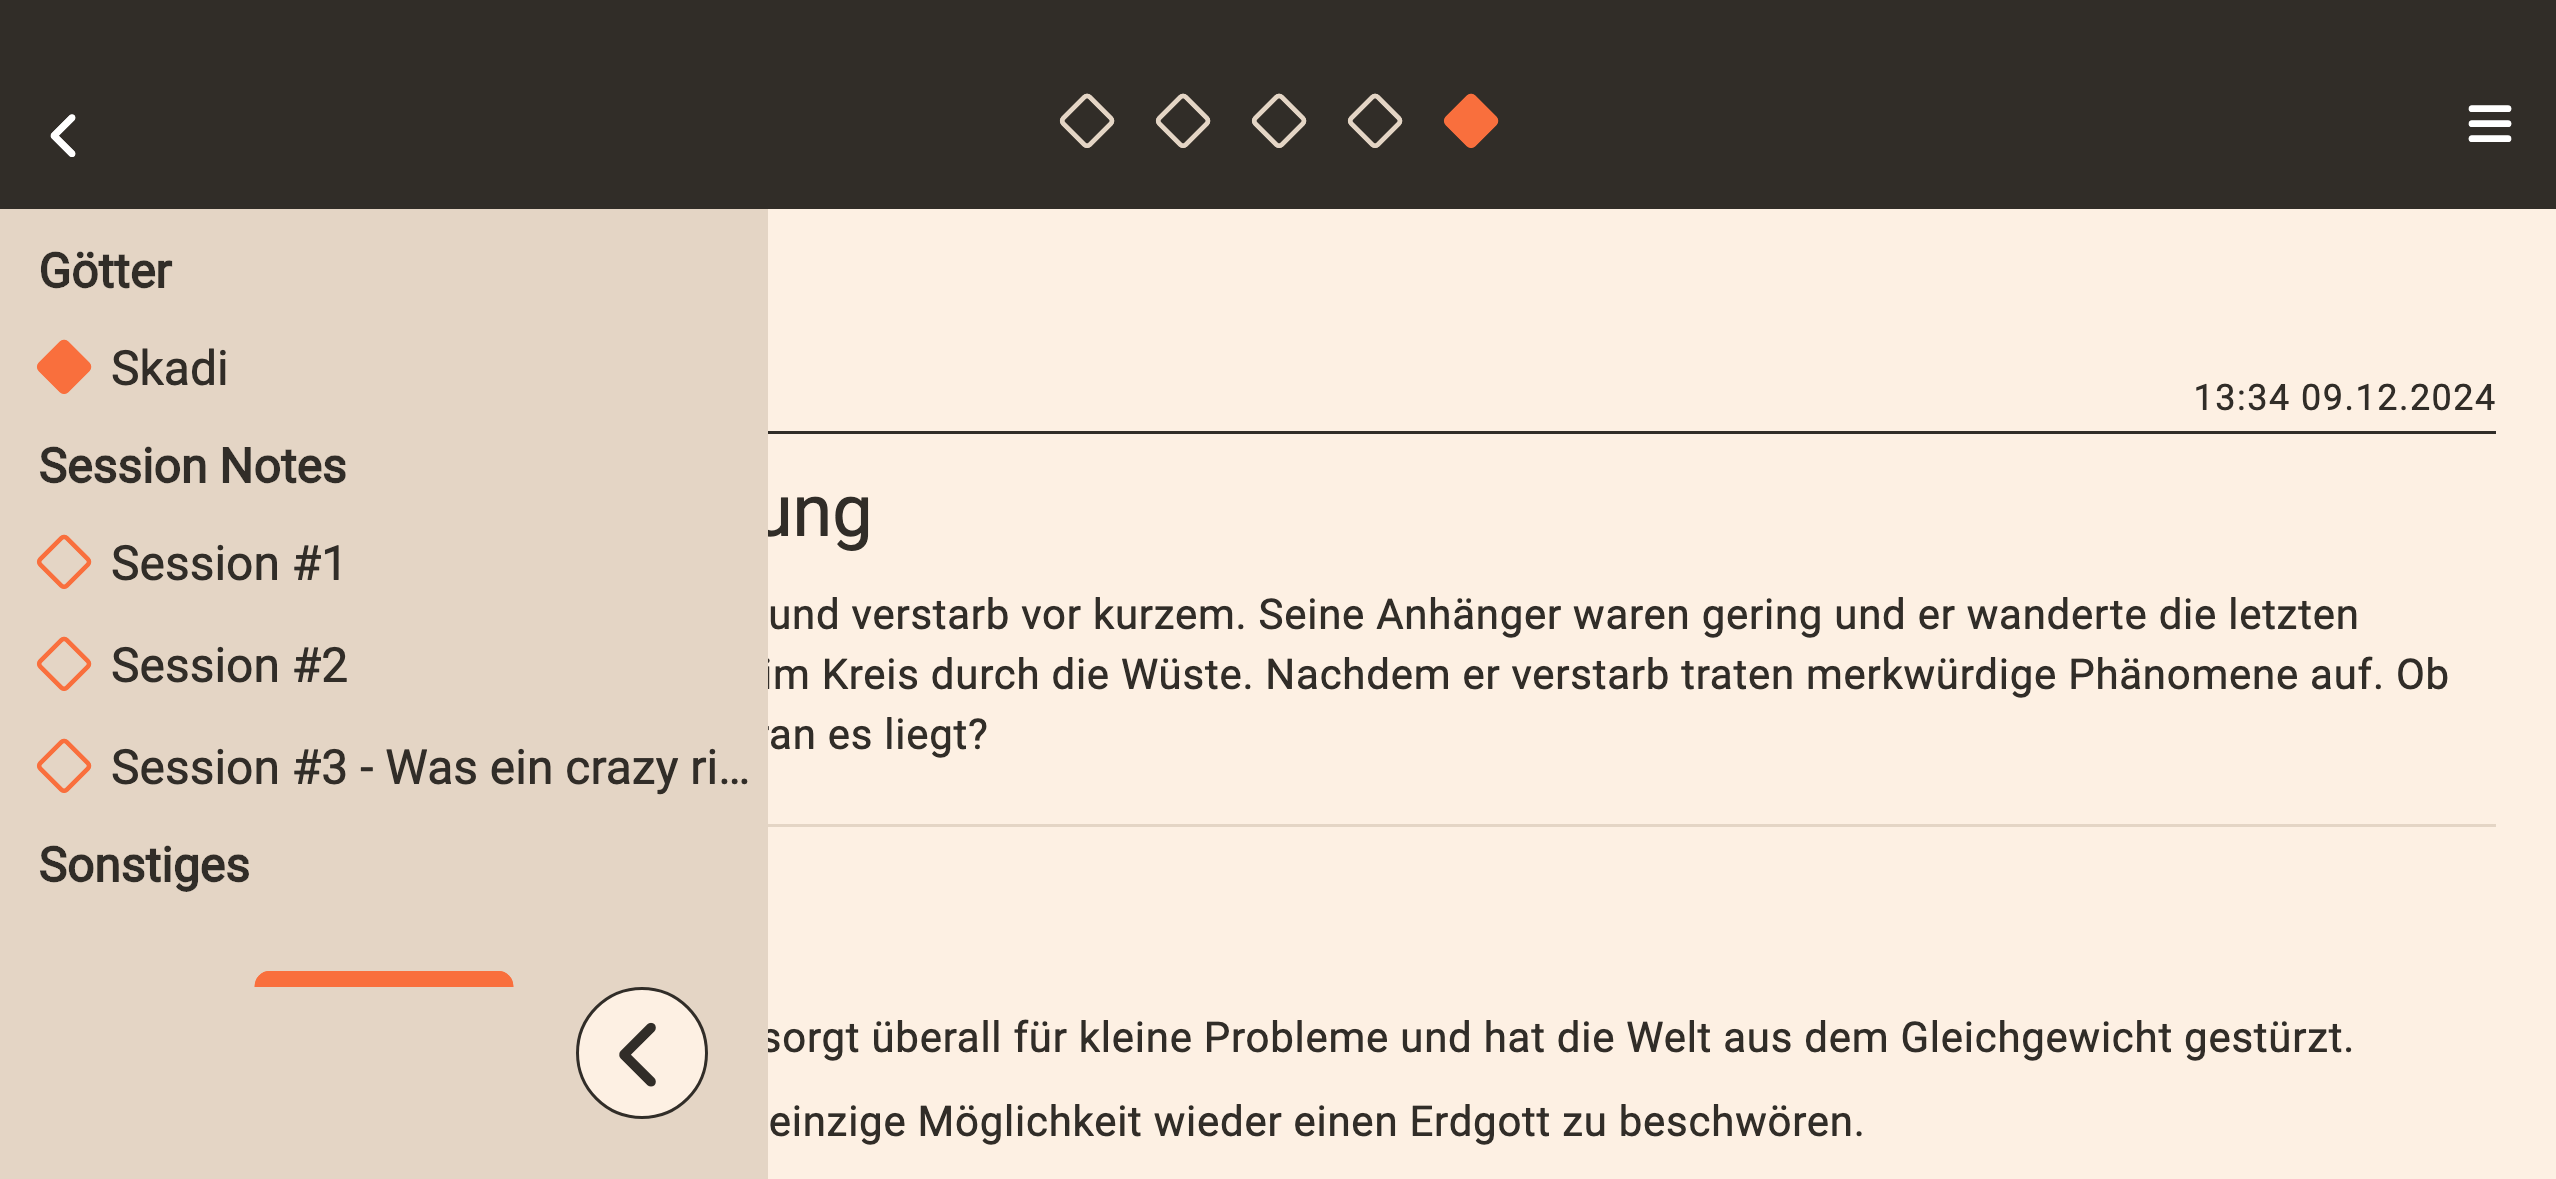 Götter
Skadi
Session Notes
Session #1
Session #2
Session #3 - Was ein crazy ri...
Sonstiges
13:34 09.12.2024
ung
und verstarb vor kurzem. Seine Anhänger waren gering und er wanderte die letzten
im Kreis durch die Wüste. Nachdem er verstarb traten merkwürdige Phänomene auf. Ob
ran es liegt?
sorgt überall für kleine Probleme und hat die Welt aus dem Gleichgewicht gestürzt.
einzige Möglichkeit wieder einen Erdgott zu beschwören.